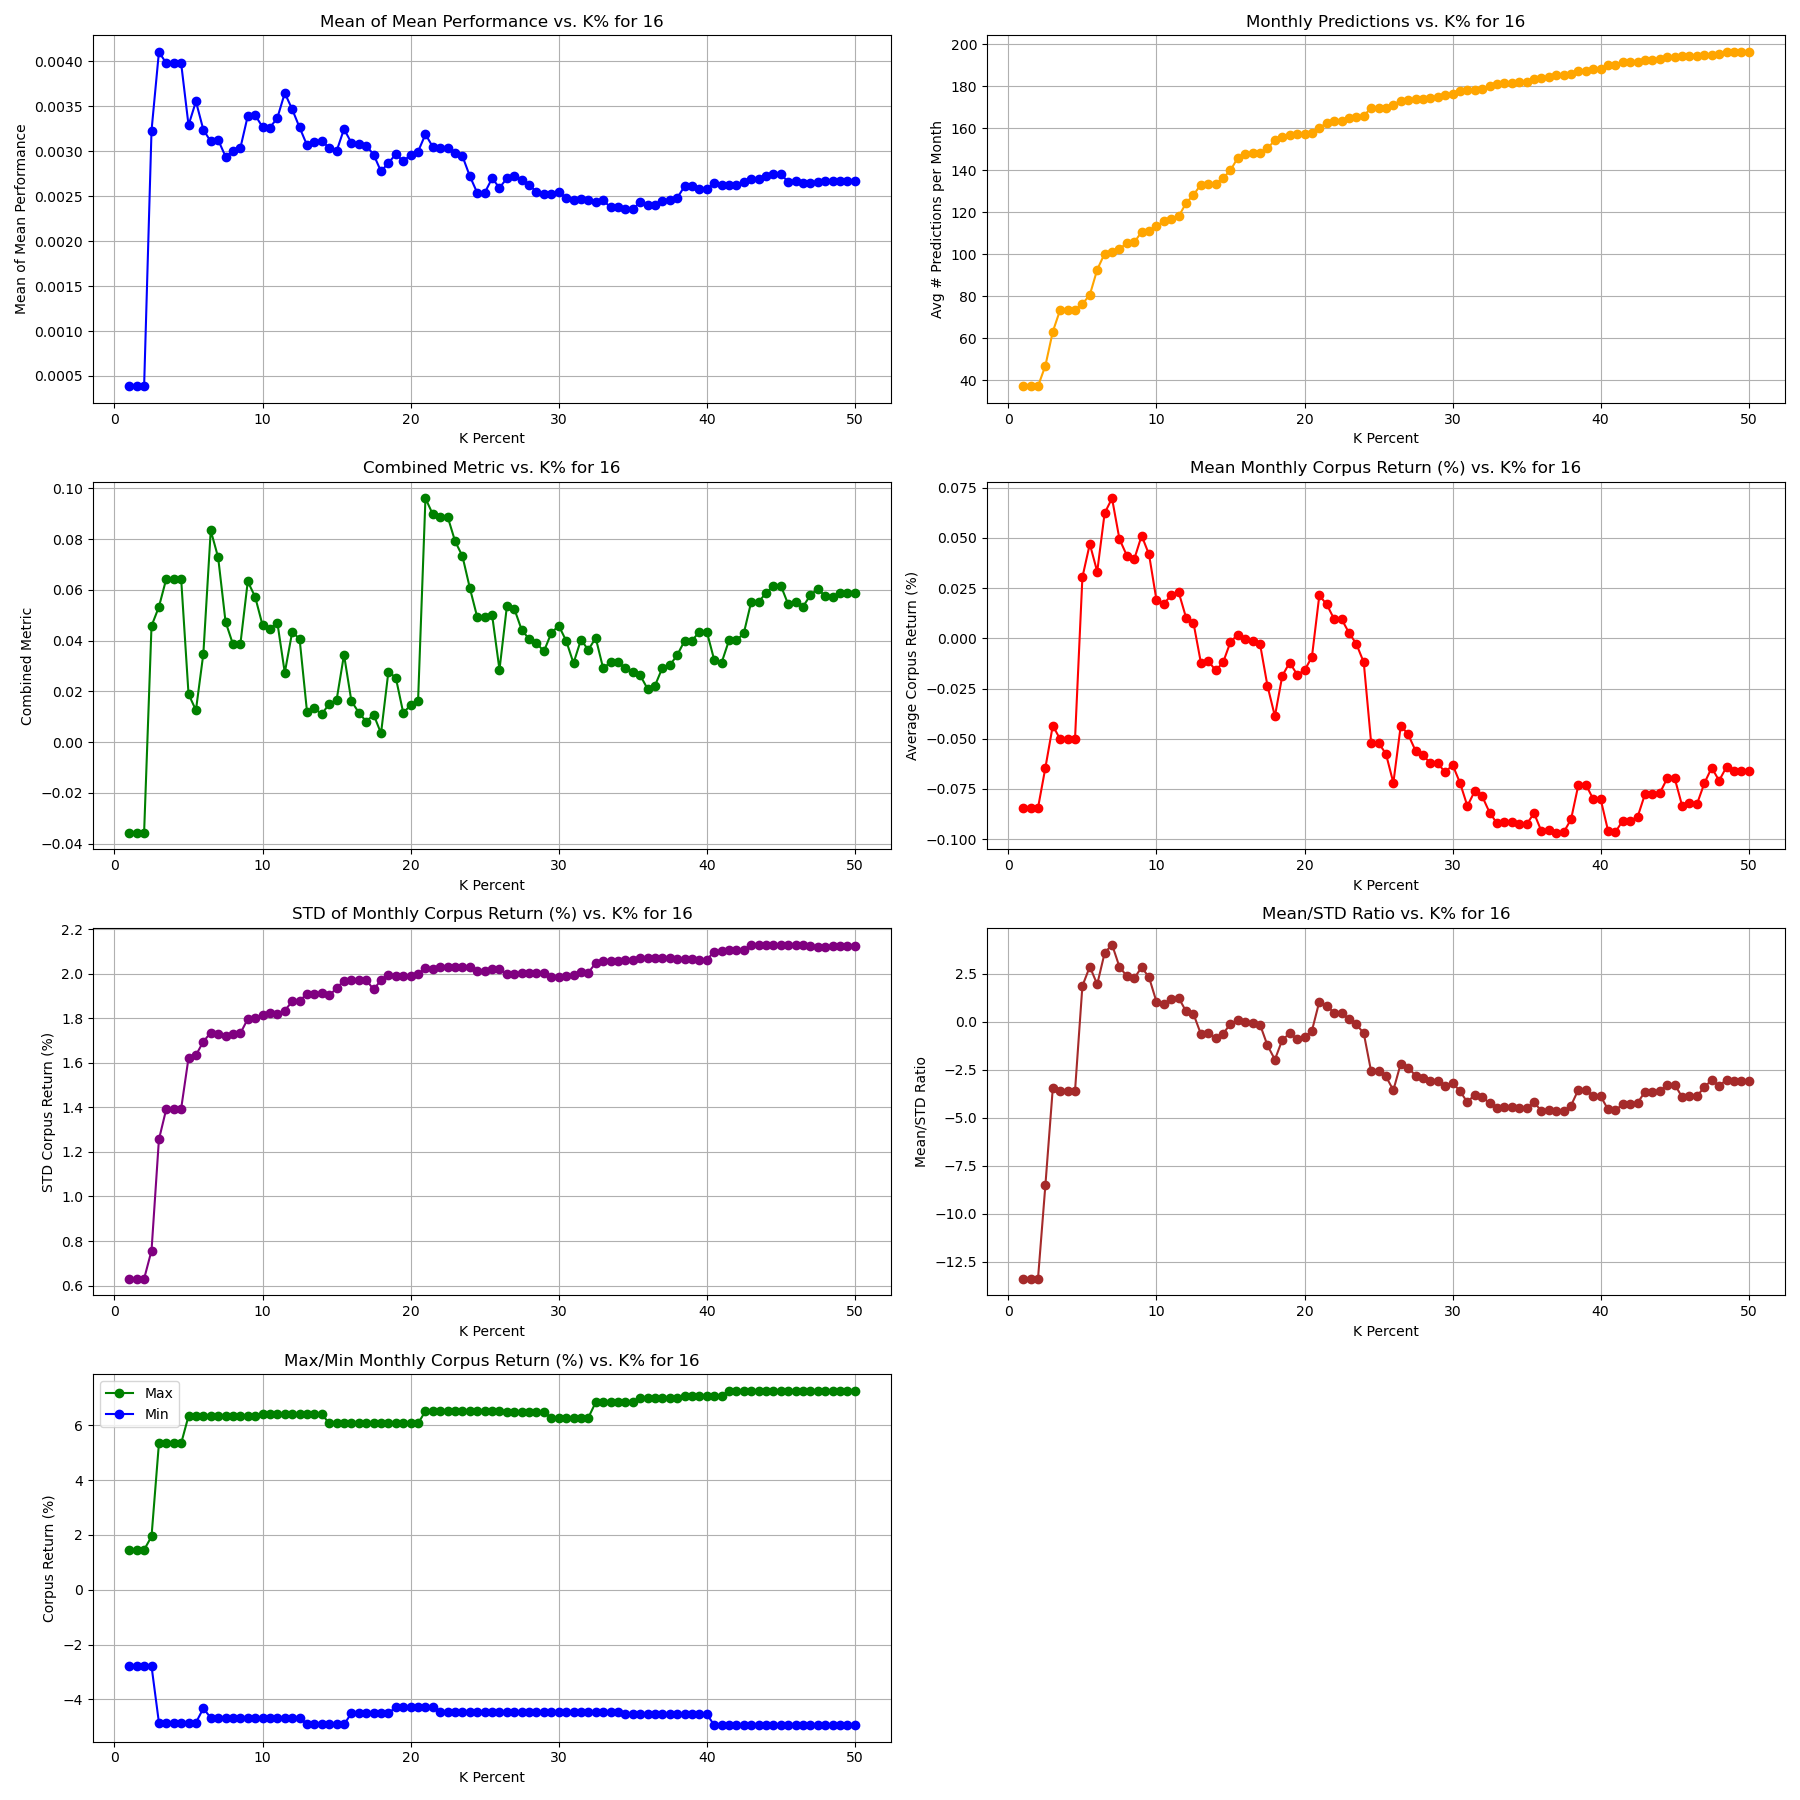 Mean of Mean Performance vs. K% for 16
Mean of Mean Performance
0.0040
0.0035
0.0030
0.0025
0.0020
0.0015
0.0010
0.0005
0 10 20 30 40 50
K Percent
Monthly Predictions vs. K% for 16
Avg # Predictions per Month
200
180
160
140
120
100
80
60
40
0 10 20 30 40 50
K Percent
Combined Metric vs. K% for 16
Combined Metric
0.10
0.08
0.06
0.04
0.02
0.00
−0.02
−0.04
0 10 20 30 40 50
K Percent
Mean Monthly Corpus Return (%) vs. K% for 16
Average Corpus Return (%)
0.075
0.050
0.025
0.000
−0.025
−0.050
−0.075
−0.100
0 10 20 30 40 50
K Percent
STD of Monthly Corpus Return (%) vs. K% for 16
STD Corpus Return (%)
2.2
2.0
1.8
1.6
1.4
1.2
1.0
0.8
0.6
0 10 20 30 40 50
K Percent
Mean/STD Ratio vs. K% for 16
Mean/STD Ratio
2.5
0.0
−2.5
−5.0
−7.5
−10.0
−12.5
0 10 20 30 40 50
K Percent
Max/Min Monthly Corpus Return (%) vs. K% for 16
Max
Min
Corpus Return (%)
6
4
2
0
−2
−4
0 10 20 30 40 50
K Percent